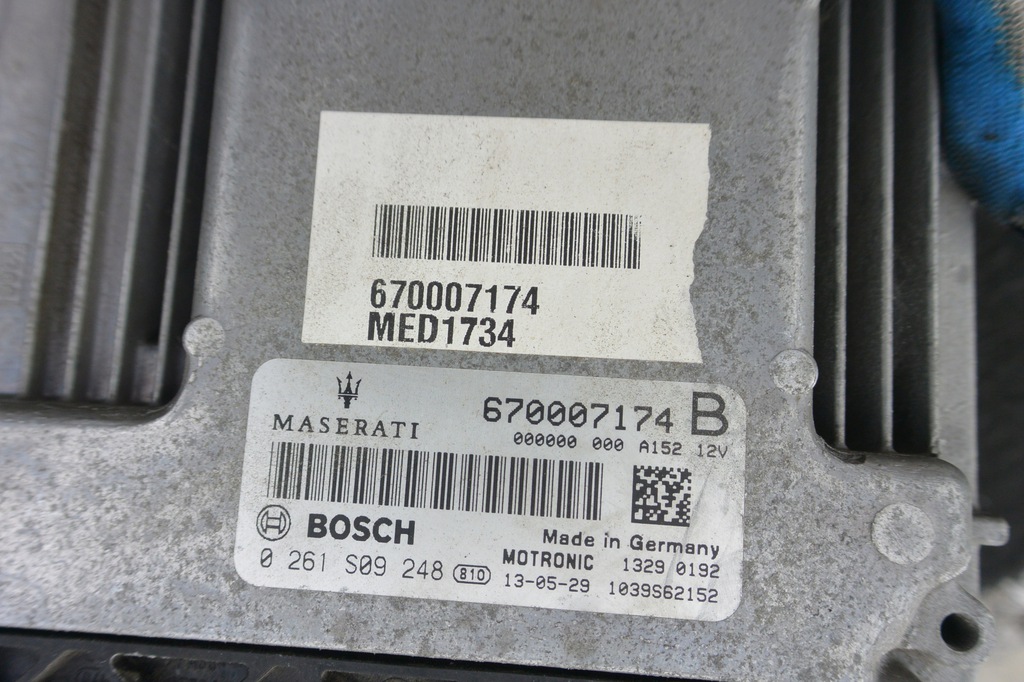 670007174
MED1734
MASERATI
670007174 B
000000 000 A152 12V
BOSCH
Made in Germany
0 261 S09 248 810
MOTRONIC 1329 0192
13-05-29 1039S62152